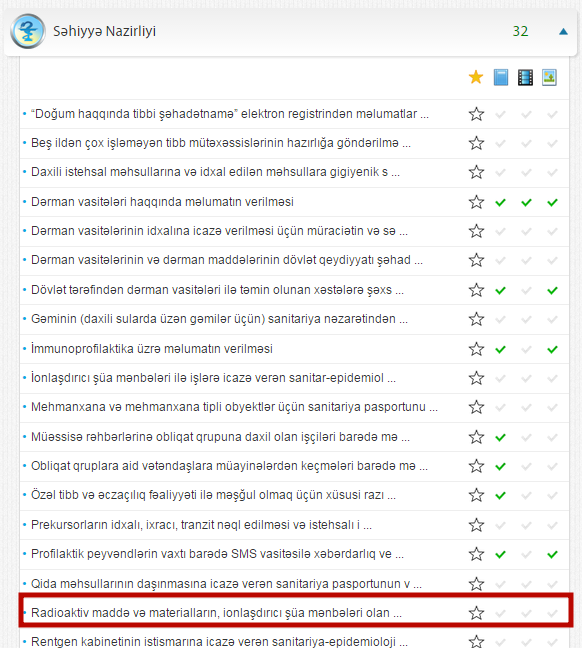 Səhiyyə Nazirliyi 32
“Doğum haqqında tibbi şəhadətnamə” elektron registrindən məlumatlar ...
Beş ildən çox işləməyən tibb mütəxəssislərinin hazırlığa göndərilmə ...
Daxili istehsal məhsullarına və idxal edilən məhsullara gigiyenik s ...
Dərman vasitələri haqqında məlumatın verilməsi
Dərman vasitələrinin idxalına icazə verilməsi üçün müraciətin və sə ...
Dərman vasitələrinin və dərman maddələrinin dövlət qeydiyyatı şəhad ...
Dövlət tərəfindən dərman vasitələri ilə təmin olunan xəstələrə şəxs ...
Gəminin (daxili sularda üzən gəmilər üçün) sanitariya nəzarətindən ...
İmmunoprofilaktika üzrə məlumatın verilməsi
İonlaşdırıcı şüa mənbələri ilə işlərə icazə verən sanitar-epidemiol ...
Mehmanxana və mehmanxana tipli obyektlər üçün sanitariya pasportunu ...
Müəssisə rəhbərlərinə obliqat qrupuna daxil olan işçiləri barədə mə ...
Obliqat qruplara aid vətəndaşlara müayinələrdən keçmələri barədə mə ...
Özəl tibb və əczaçılıq fəaliyyəti ilə məşğul olmaq üçün xüsusi razı ...
Prekursorların idxalı, ixracı, tranzit nəql edilməsi və istehsalı i ...
Profilaktik peyvəndlərin vaxtı barədə SMS vasitəsilə xəbərdarlıq ve ...
Qida məhsullarının daşınmasına icazə verən sanitariya pasportunun v ...
Radioaktiv maddə və materialların, ionlaşdırıcı şüa mənbələri olan ...
Rentgen kabinetinin istismarına icazə verən sanitariya-epidemioloji ...